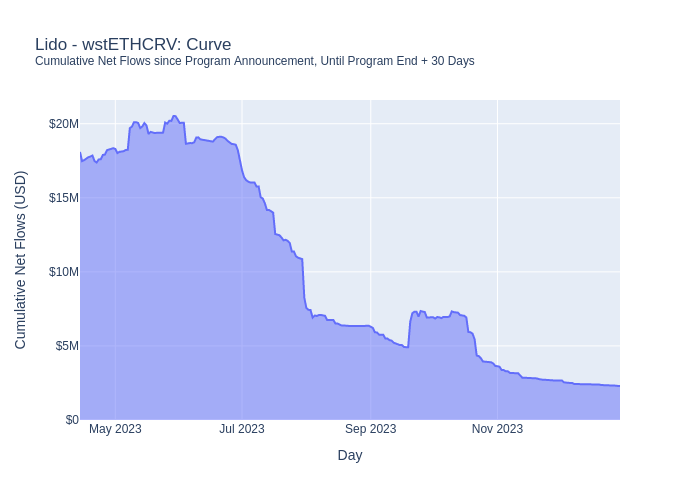 Lido - wstETHCRV: Curve
Cumulative Net Flows since Program Announcement, Until Program End + 30 Days
Cumulative Net Flows (USD)
$20M
$15M
$10M
$5M
$0
May 2023
Jul 2023
Sep 2023
Nov 2023
Day